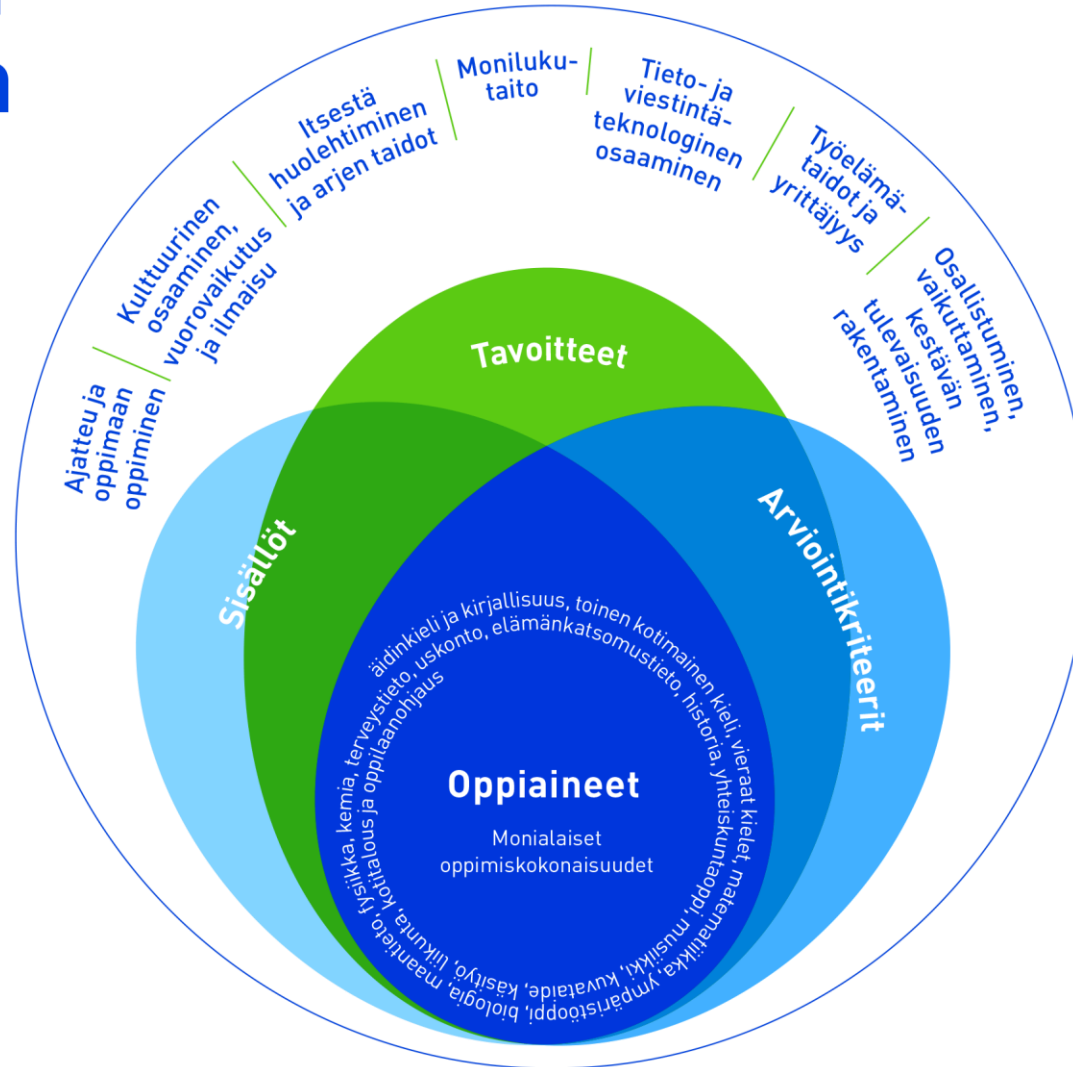 Ajatteu ja
oppimaan
oppiminen
Kulttuurinen
osaaminen,
vuorovaikutus
ja ilmaisu
Itsestä
huolehtiminen
ja arjen taidot
Moniluku-
taito
Tieto- ja
viestintä-
teknologinen
osaaminen
Työelämä-
taidot ja
yrittäjyys
Osallistuminen,
vaikuttaminen,
kestävän
tulevaisuuden
rakentaminen
Tavoitteet
Sisällöt
Arviointikriteerit
äidinkieli ja kirjallisuus, toinen kotimainen kieli, vieraat kielet, matematiikka, ympäristöoppi, biologia, maantieto, fysiikka, kemia, terveystieto, uskonto, elämänkatsomustieto, historia, yhteiskuntaoppi, musiikki, kuvataide, käsityö, liikunta, kotitalous ja oppilaanohjaus
Oppiaineet
Monialaiset
oppimiskokonaisuudet